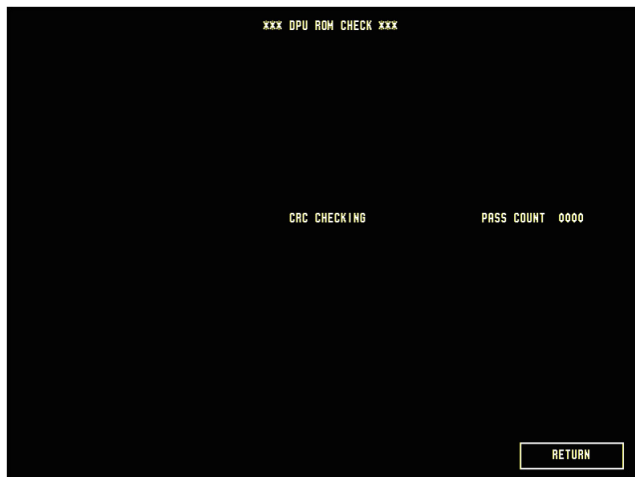 *** DPU ROM CHECK ***
CRC CHECKING PASS COUNT 0000
RETURN